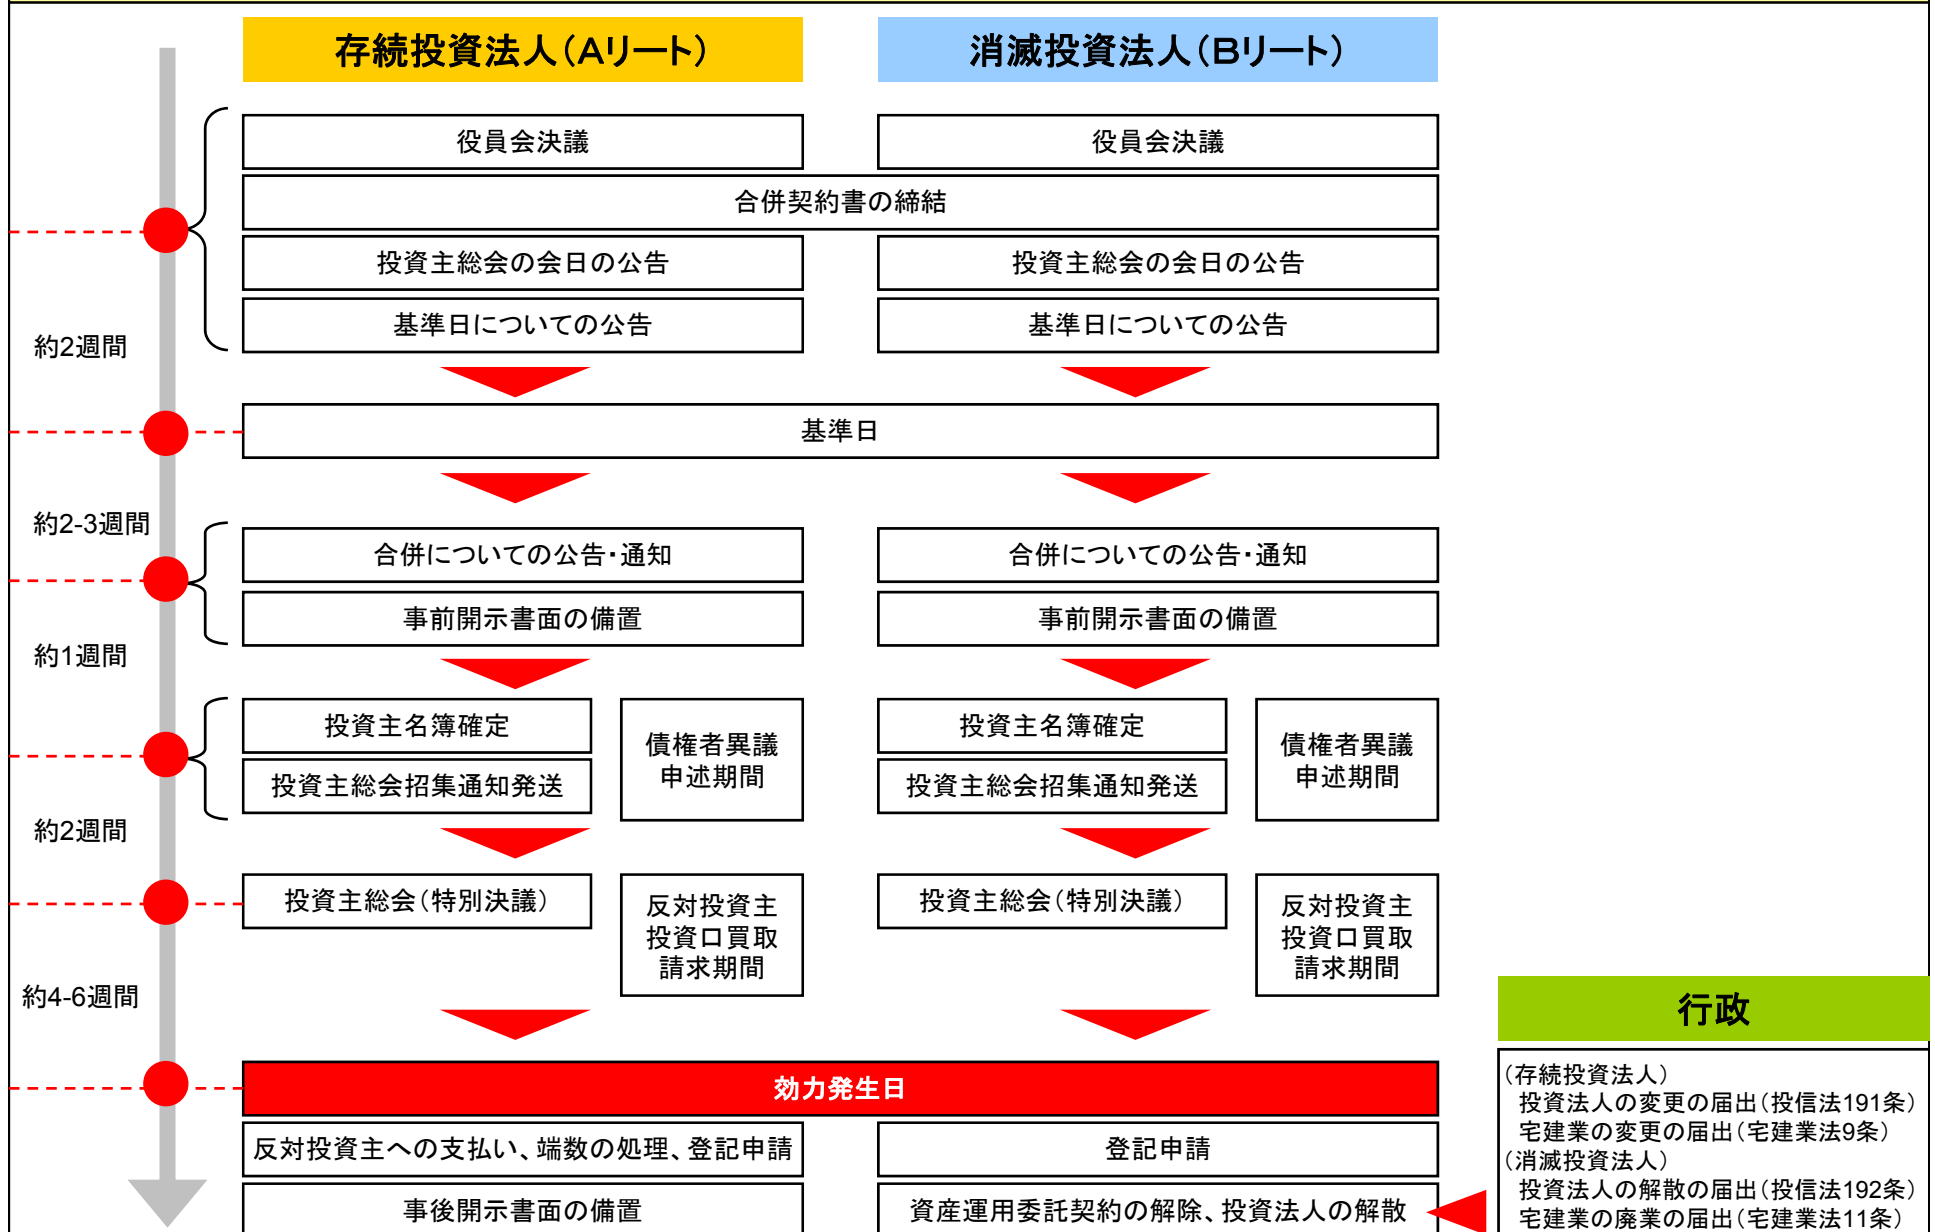 存続投資法人(Aリート)
消滅投資法人(Bリート)
役員会決議
役員会決議
合併契約書の締結
投資主総会の会日の公告
投資主総会の会日の公告
基準日についての公告
基準日についての公告
約2週間
基準日
約2-3週間
合併についての公告・通知
合併についての公告・通知
事前開示書面の備置
事前開示書面の備置
約1週間
投資主名簿確定
投資主総会招集通知発送
債権者異議
申述期間
投資主名簿確定
投資主総会招集通知発送
債権者異議
申述期間
約2週間
投資主総会(特別決議)
反対投資主
投資口買取
請求期間
投資主総会(特別決議)
反対投資主
投資口買取
請求期間
約4-6週間
効力発生日
反対投資主への支払い、端数の処理、登記申請
登記申請
事後開示書面の備置
資産運用委託契約の解除、投資法人の解散
行政
(存続投資法人)
投資法人の変更の届出(投信法191条)
宅建業の変更の届出(宅建業法9条)
(消滅投資法人)
投資法人の解散の届出(投信法192条)
宅建業の廃業の届出(宅建業法11条)